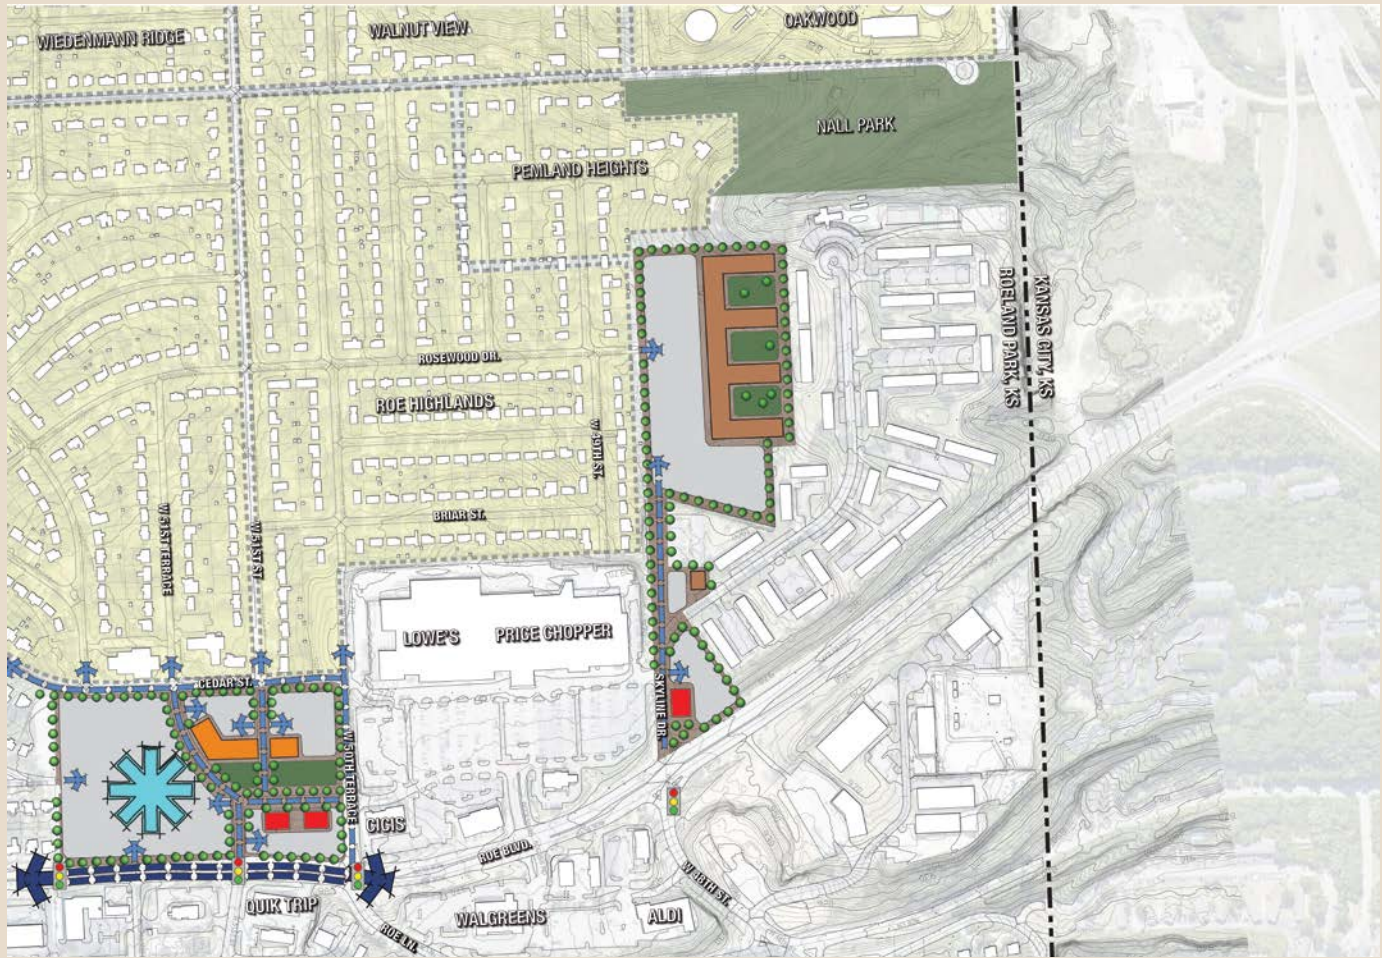 WIEDENMANN RIDGE
WALNUT VIEW
OAKWOOD
NALL PARK
PEMLAND HEIGHTS
ROELAND PARK, KS
KANSAS CITY, KS
ROSEWOOD DR.
ROE HIGHLANDS
W 49TH ST.
BRIAR ST.
W 51ST TERRACE
W 51ST ST.
LOWE'S
PRICE CHOPPER
CEDAR ST.
SKYLINE DR.
W 50TH TERRACE
CICIS
ROE BLVD.
W 48TH ST.
QUIK TRIP
WALGREENS
ALDI
ROE LN.